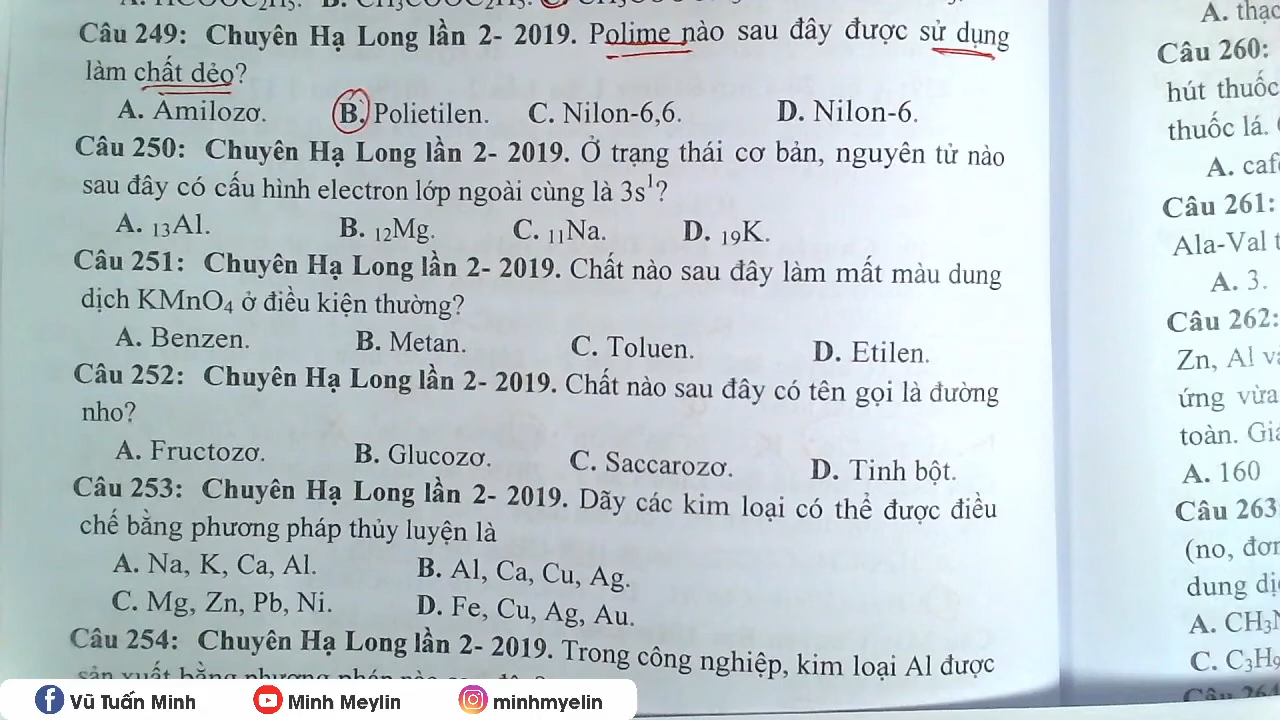 Câu 249: Chuyên Hạ Long lần 2- 2019. Polime nào sau đây được sử dụng
làm chất dẻo?
A. Amilozơ. B. Polietilen. C. Nilon-6,6. D. Nilon-6.
Câu 250: Chuyên Hạ Long lần 2- 2019. Ở trạng thái cơ bản, nguyên tử nào
sau đây có cấu hình electron lớp ngoài cùng là 3s¹?
A. ₁₃Al. B. ₁₂Mg. C. ₁₁Na. D. ₁₉K.
Câu 251: Chuyên Hạ Long lần 2- 2019. Chất nào sau đây làm mất màu dung
dịch KMnO₄ ở điều kiện thường?
A. Benzen. B. Metan. C. Toluen. D. Etilen.
Câu 252: Chuyên Hạ Long lần 2- 2019. Chất nào sau đây có tên gọi là đường
nho?
A. Fructozơ. B. Glucozơ. C. Saccarozơ. D. Tinh bột.
Câu 253: Chuyên Hạ Long lần 2- 2019. Dãy các kim loại có thể được điều
chế bằng phương pháp thủy luyện là
A. Na, K, Ca, Al. B. Al, Ca, Cu, Ag.
C. Mg, Zn, Pb, Ni. D. Fe, Cu, Ag, Au.
Câu 254: Chuyên Hạ Long lần 2- 2019. Trong công nghiệp, kim loại Al được
A.
Câu 260:
hút thuốc
thuốc lá.
A.
Câu 261:
Ala-Val
A. 3.
Câu 262:
Zn, Al
ứng vừa
toàn.
A. 160
Câu 263
(no,
dung
A.
C.
Vũ Tuấn Minh Minh Meylin minhmyelin